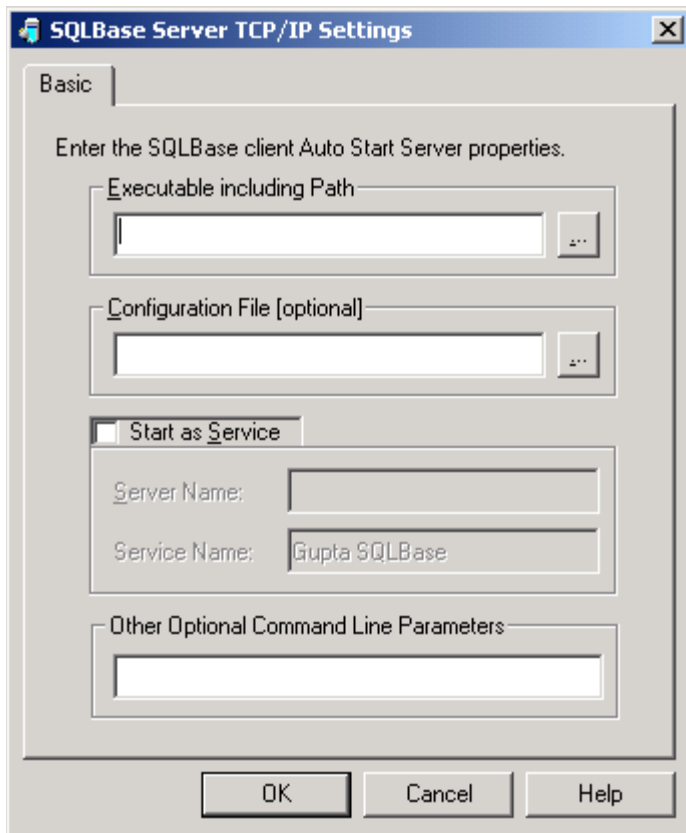 SQLBase Server TCP/IP Settings
Basic
Enter the SQLBase client Auto Start Server properties.
Executable including Path
...
Configuration File [optional]
...
Start as Service
Server Name:
Service Name: Gupta SQLBase
Other Optional Command Line Parameters
OK Cancel Help